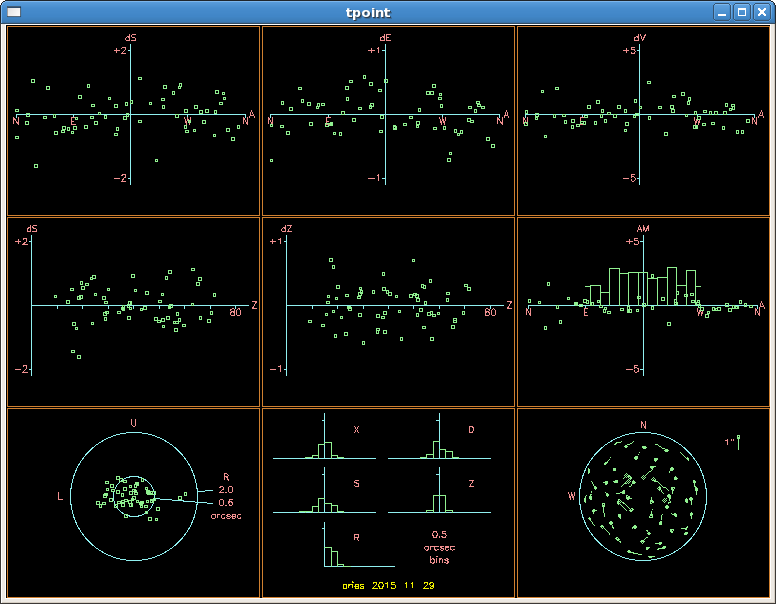 tpoint
dS
+2
N E W N A
-2
dE
+1
N E W N A
-1
dV
+5
N E W N A
-5
dS
+2
80 Z
-2
dZ
+1
80 Z
-1
AM
+5
N E W N A
-5
U
L
R
2.0
0.6
arcsec
X D
S Z
R
0.5
arcsec
bins
aries 2015 11 29
N
1"
W